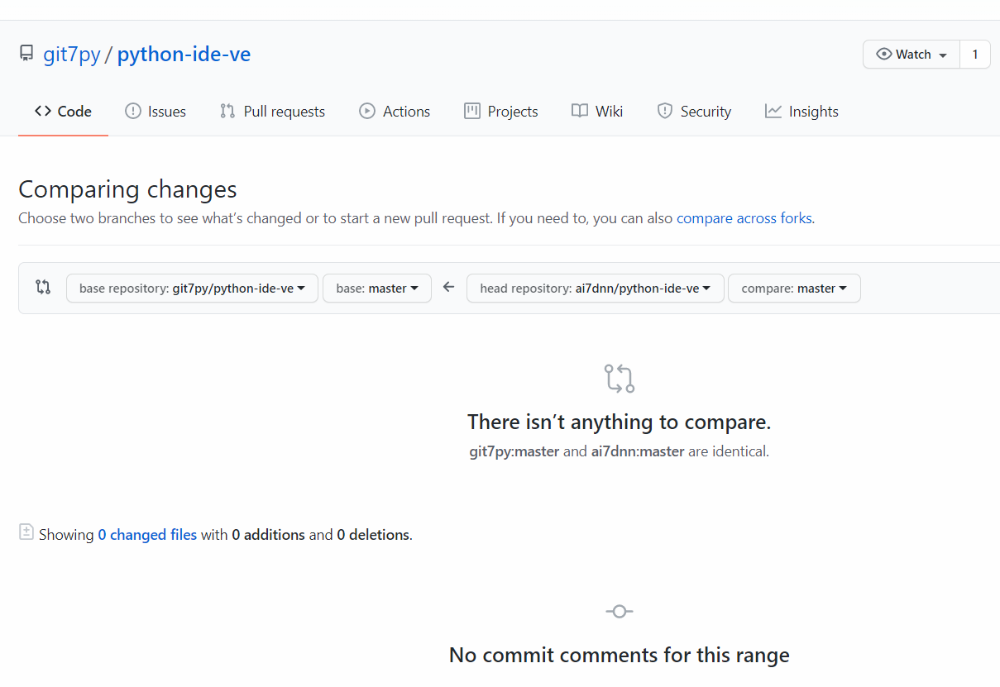 git7py / python-ide-ve
Watch 1
Code Issues Pull requests Actions Projects Wiki Security Insights
Comparing changes
Choose two branches to see what’s changed or to start a new pull request. If you need to, you can also compare across forks.
base repository: git7py/python-ide-ve base: master head repository: ai7dnn/python-ide-ve compare: master
There isn’t anything to compare.
git7py:master and ai7dnn:master are identical.
Showing 0 changed files with 0 additions and 0 deletions.
No commit comments for this range